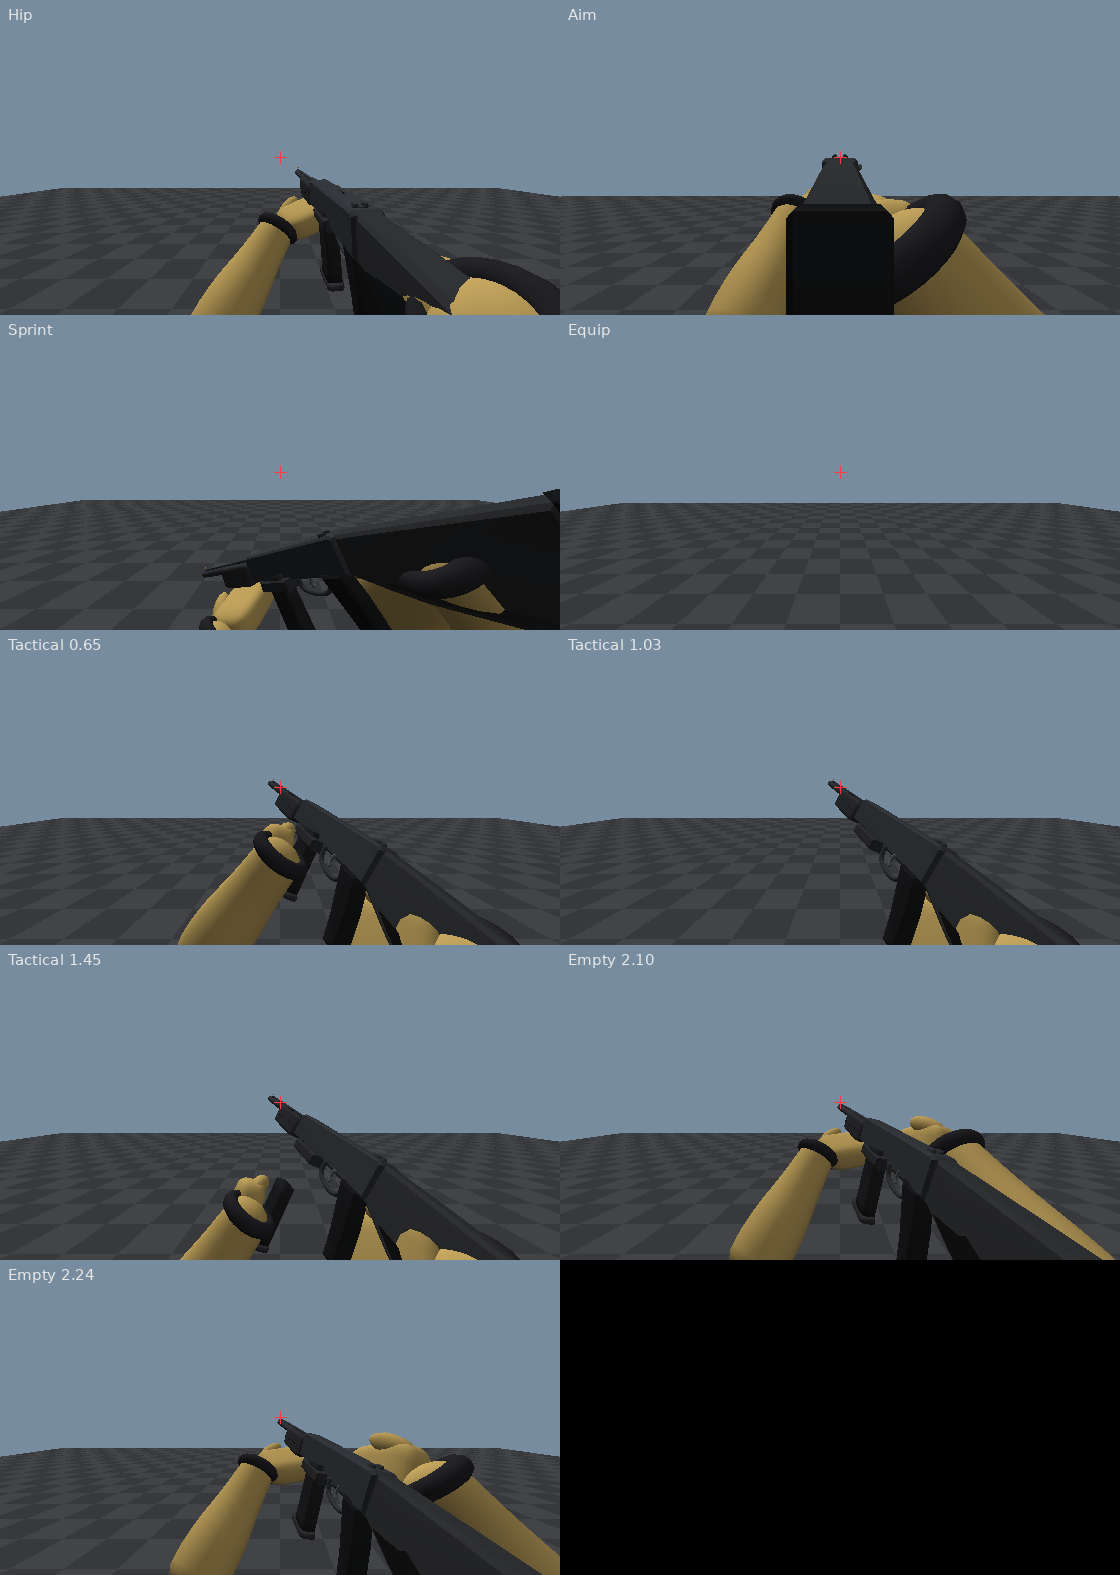 Hip
Aim
Sprint
Equip
Tactical 0.65
Tactical 1.03
Tactical 1.45
Empty 2.10
Empty 2.24